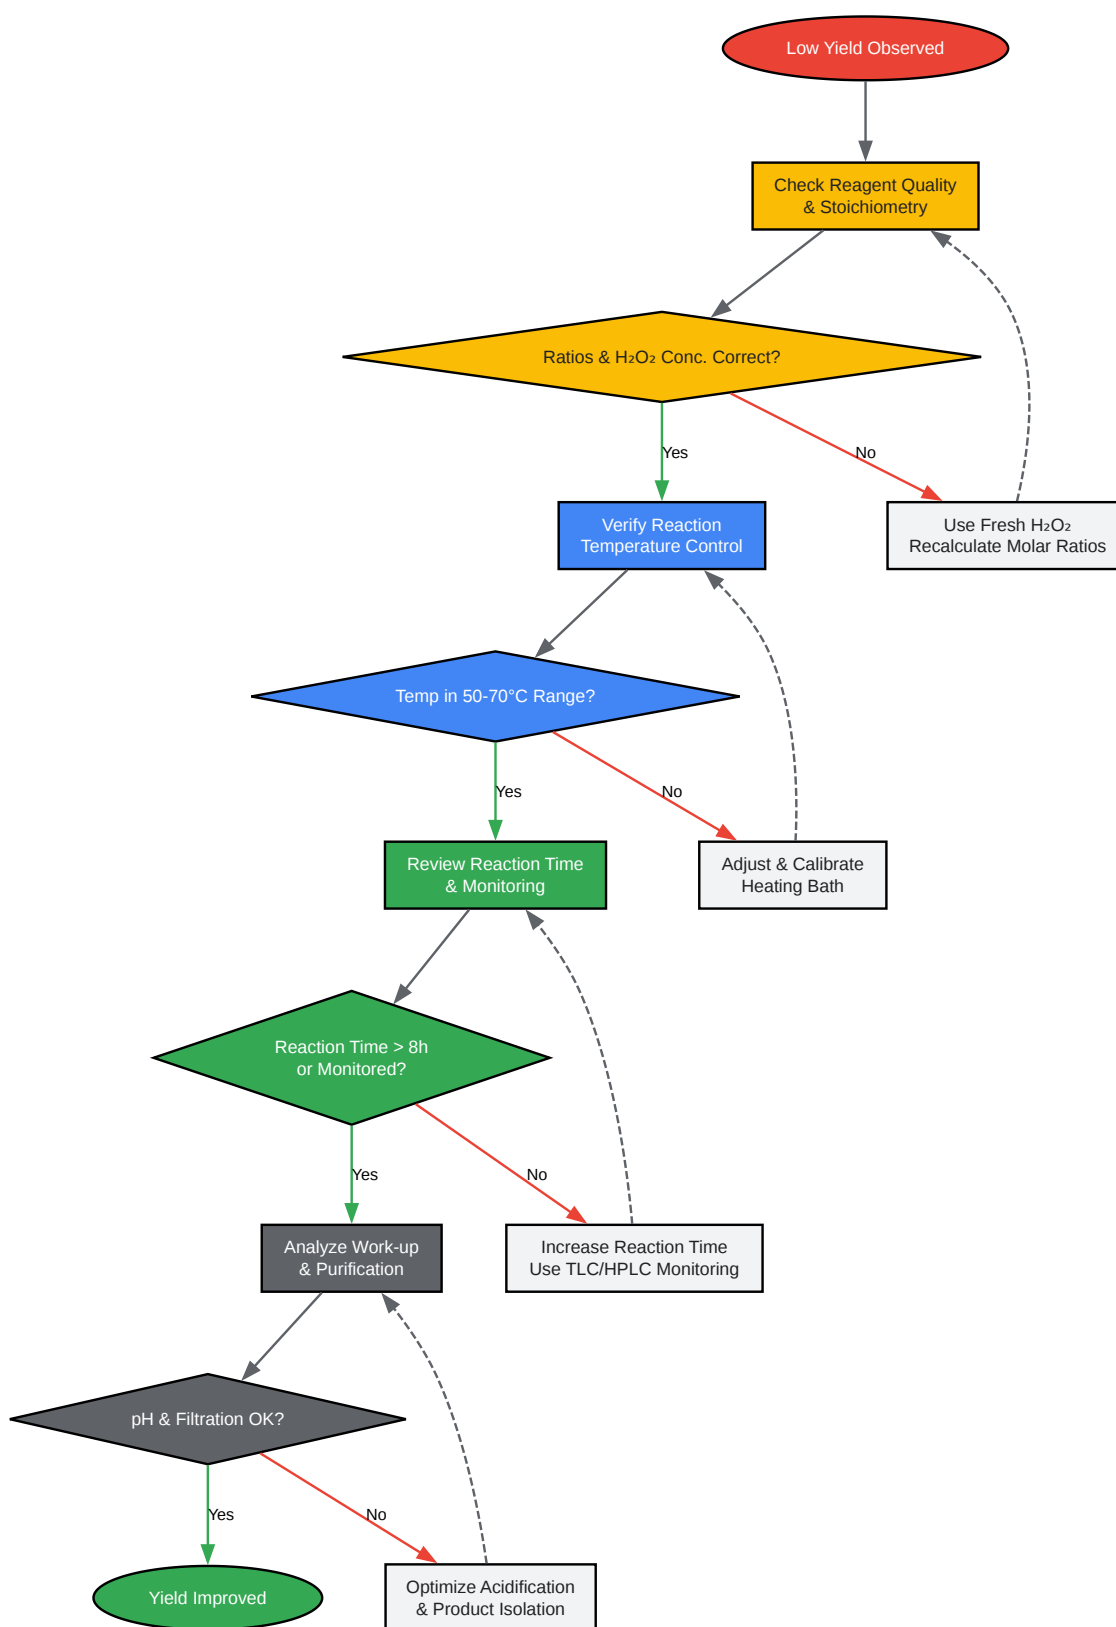 Low Yield Observed
Check Reagent Quality
& Stoichiometry
Ratios & H₂O₂ Conc. Correct?
Yes
No
Verify Reaction
Temperature Control
Use Fresh H₂O₂
Recalculate Molar Ratios
Temp in 50-70°C Range?
Yes
No
Review Reaction Time
& Monitoring
Adjust & Calibrate
Heating Bath
Reaction Time > 8h
or Monitored?
Yes
No
Analyze Work-up
& Purification
Increase Reaction Time
Use TLC/HPLC Monitoring
pH & Filtration OK?
Yes
No
Yield Improved
Optimize Acidification
& Product Isolation